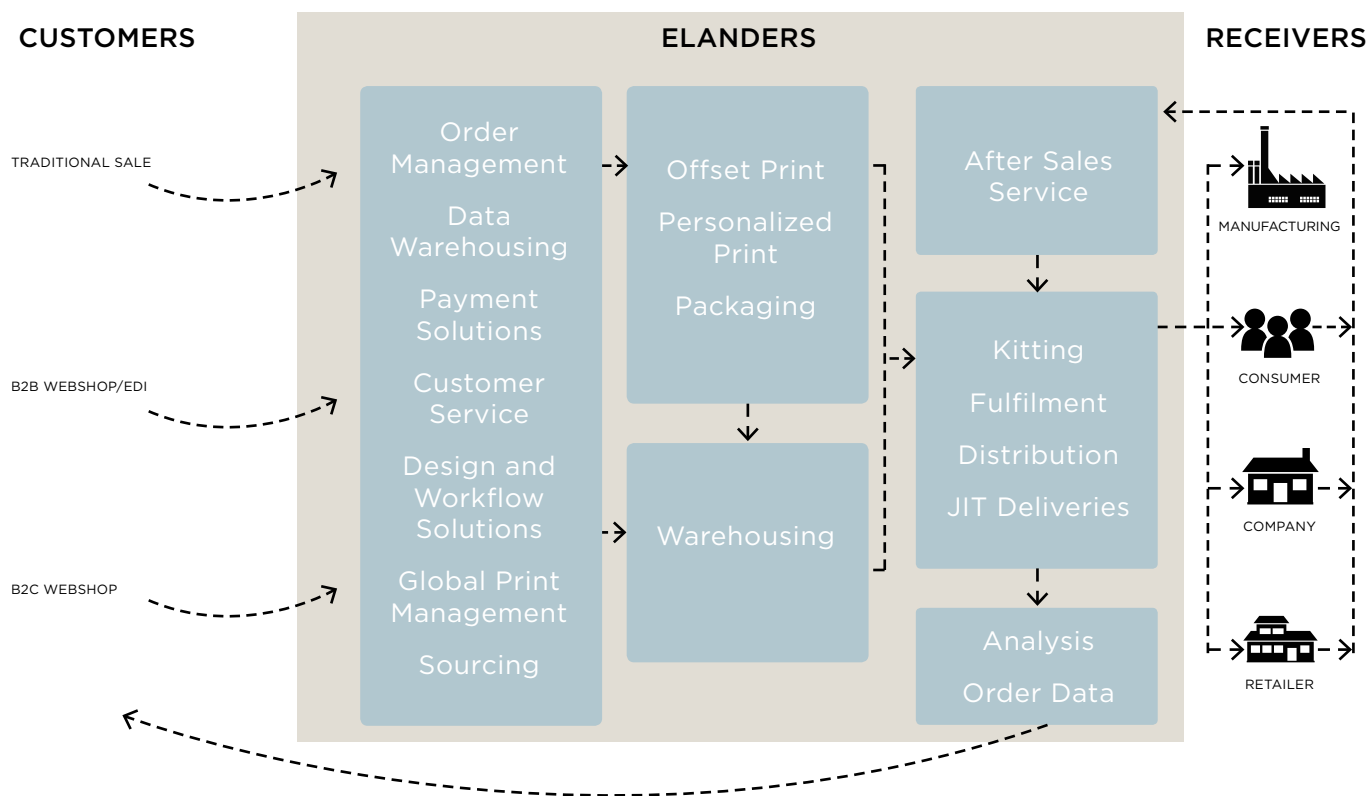 CUSTOMERS
ELANDERS
RECEIVERS
TRADITIONAL SALE
B2B WEBSHOP/EDI
B2C WEBSHOP
Order
Management
Data
Warehousing
Payment
Solutions
Customer
Service
Design and
Workflow
Solutions
Global Print
Management
Sourcing
Offset Print
Personalized
Print
Packaging
Warehousing
After Sales
Service
Kitting
Fulfilment
Distribution
JIT Deliveries
Analysis
Order Data
MANUFACTURING
CONSUMER
COMPANY
RETAILER